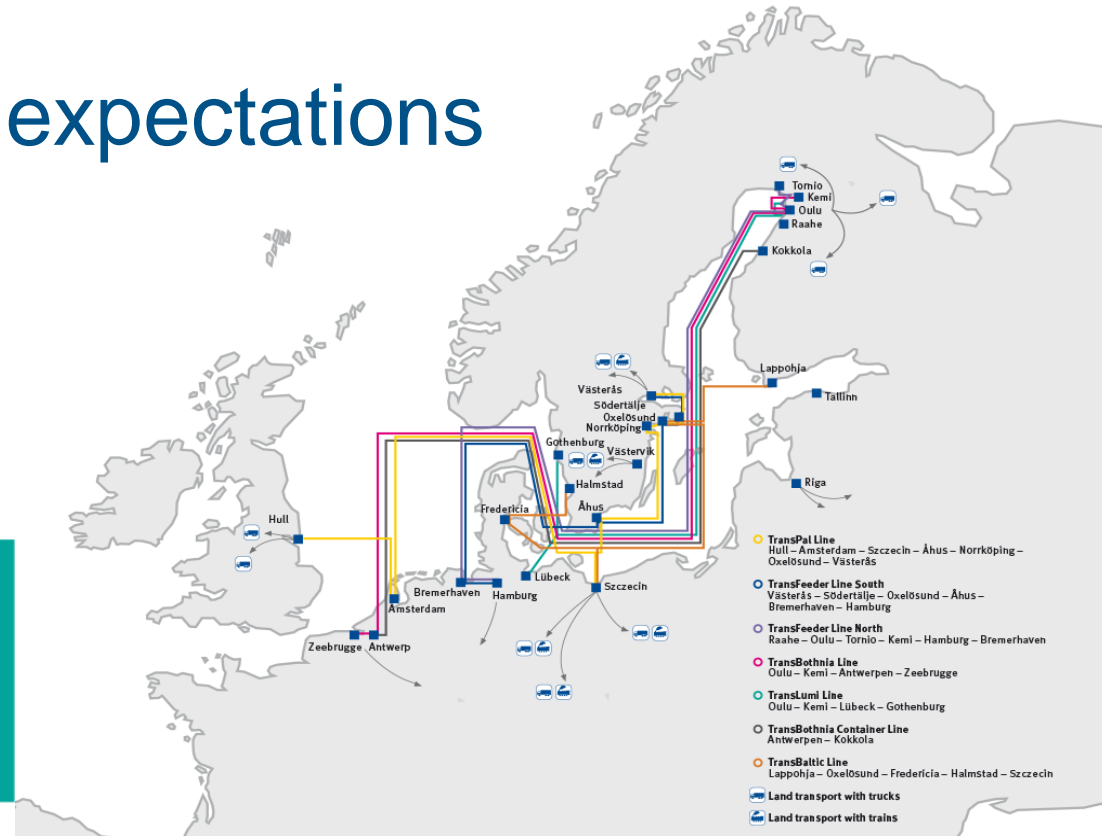 expectations
Tornio
Kemi
Oulu
Raahe
Kokkola
Lappohja
Tallinn
Västerås
Södertälje
Oxelösund
Norrköping
Gothenburg
Västervik
Halmstad
Riga
Fredericia
Åhus
Hull
Lübeck
Bremerhaven
Hamburg
Szczecin
Amsterdam
Zeebrugge
Antwerp
TransPal Line
Hull – Amsterdam – Szczecin – Åhus – Norrköping –
Oxelösund – Västerås
TransFeeder Line South
Västerås – Södertälje – Oxelösund – Åhus –
Bremerhaven – Hamburg
TransFeeder Line North
Raahe – Oulu – Tornio – Kemi – Hamburg – Bremerhaven
TransBothnia Line
Oulu – Kemi – Antwerpen – Zeebrugge
TransLumi Line
Oulu – Kemi – Lübeck – Gothenburg
TransBothnia Container Line
Antwerpen – Kokkola
TransBaltic Line
Lappohja – Oxelösund – Fredericia – Halmstad – Szczecin
Land transport with trucks
Land transport with trains